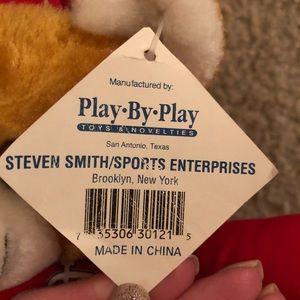 Manufactured by:
Play·By·Play
TOYS & NOVELTIES
San Antonio, Texas
STEVEN SMITH/SPORTS ENTERPRISES
Brooklyn, New York
7 35306 30121 5
MADE IN CHINA